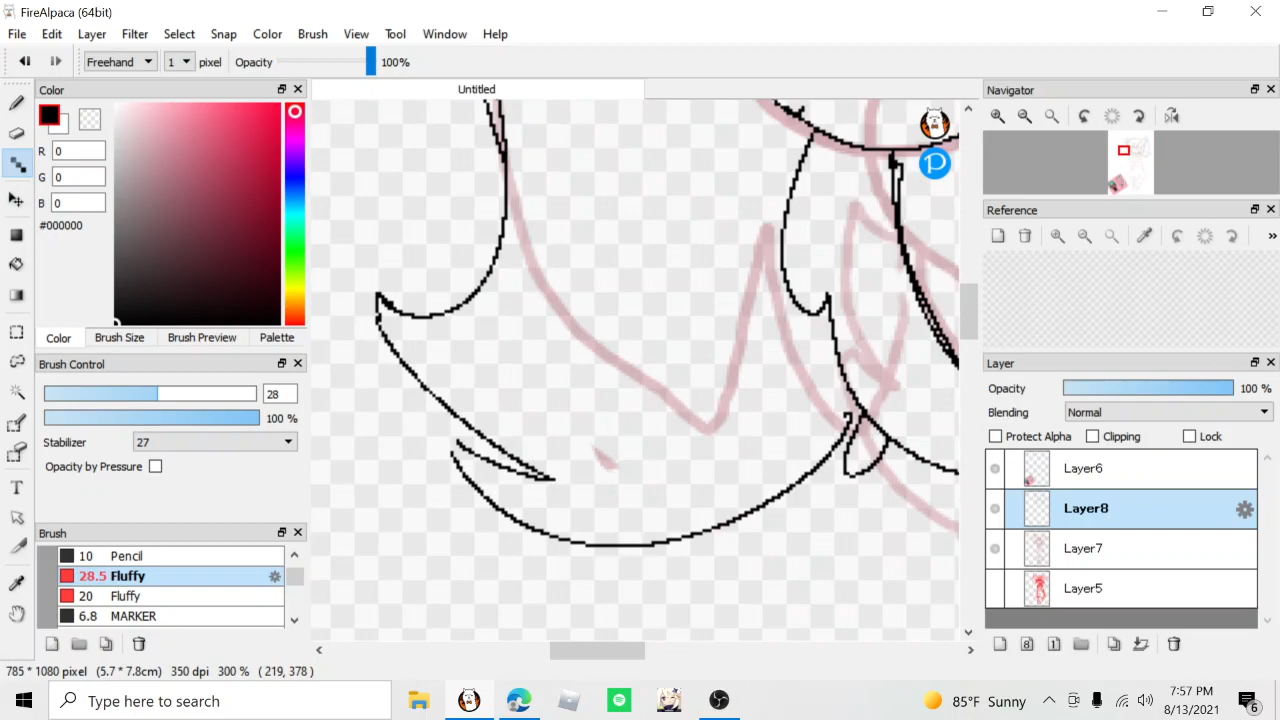 FireAlpaca (64bit)
File Edit Layer Filter Select Snap Color Brush View Tool Window Help
Freehand 1 pixel Opacity 100%
Color
Untitled
Navigator
R 0
G 0
B 0
#000000
Reference
Color Brush Size Brush Preview Palette
Brush Control
28
100 %
Stabilizer 27
Opacity by Pressure
Layer
Opacity 100 %
Blending Normal
Protect Alpha Clipping Lock
Layer6
Layer8
Layer7
Layer5
Brush
10 Pencil
28.5 Fluffy
20 Fluffy
6.8 MARKER
8
1
785 * 1080 pixel (5.7 * 7.8cm) 350 dpi 300 % ( 219, 378 )
Type here to search
85°F Sunny
7:57 PM
8/13/2021
6